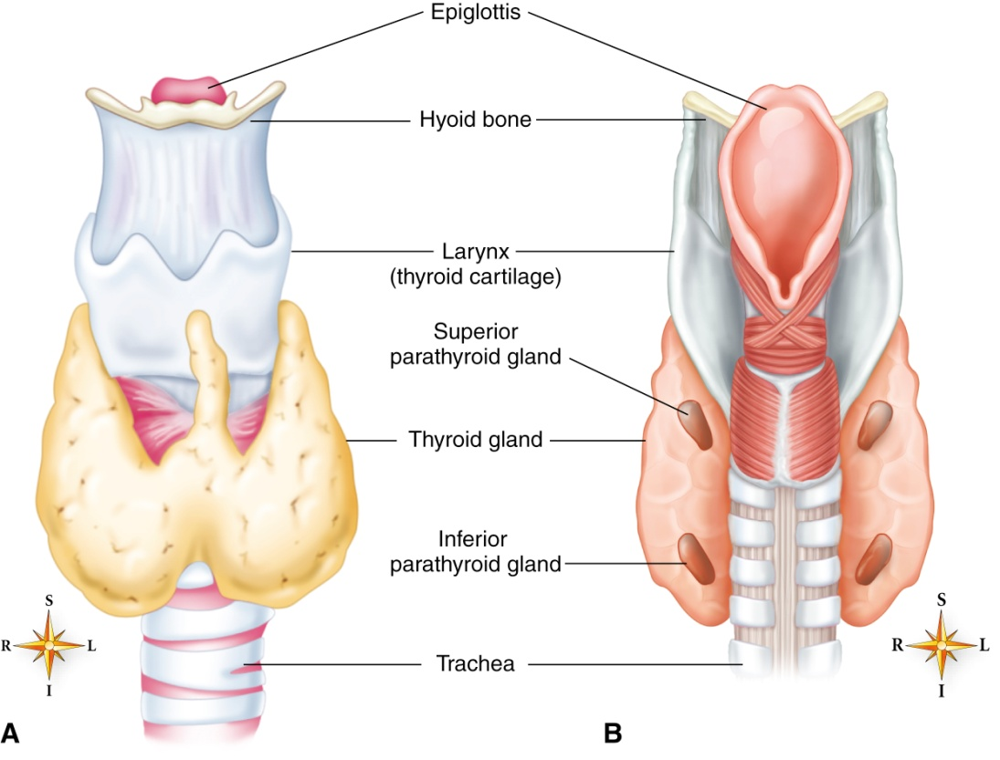 Epiglottis
Hyoid bone
Larynx
(thyroid cartilage)
Superior
parathyroid gland
Thyroid gland
Inferior
parathyroid gland
Trachea
S
R L
I
S
R L
I
A
B